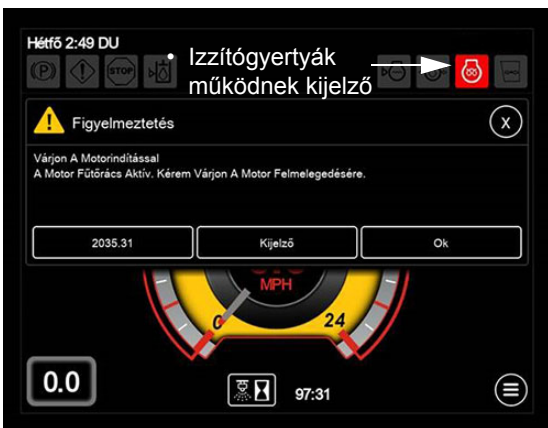 Hétfő 2:49 DU
Izzítógyertyák
működnek kijelző
P
STOP
Figyelmeztetés
X
Várjon A Motorindítással
A Motor Fűtőrács Aktív. Kérem Várjon A Motor Felmelegedésére.
2035.31
Kijelző
Ok
MPH
0
24
0.0
97:31